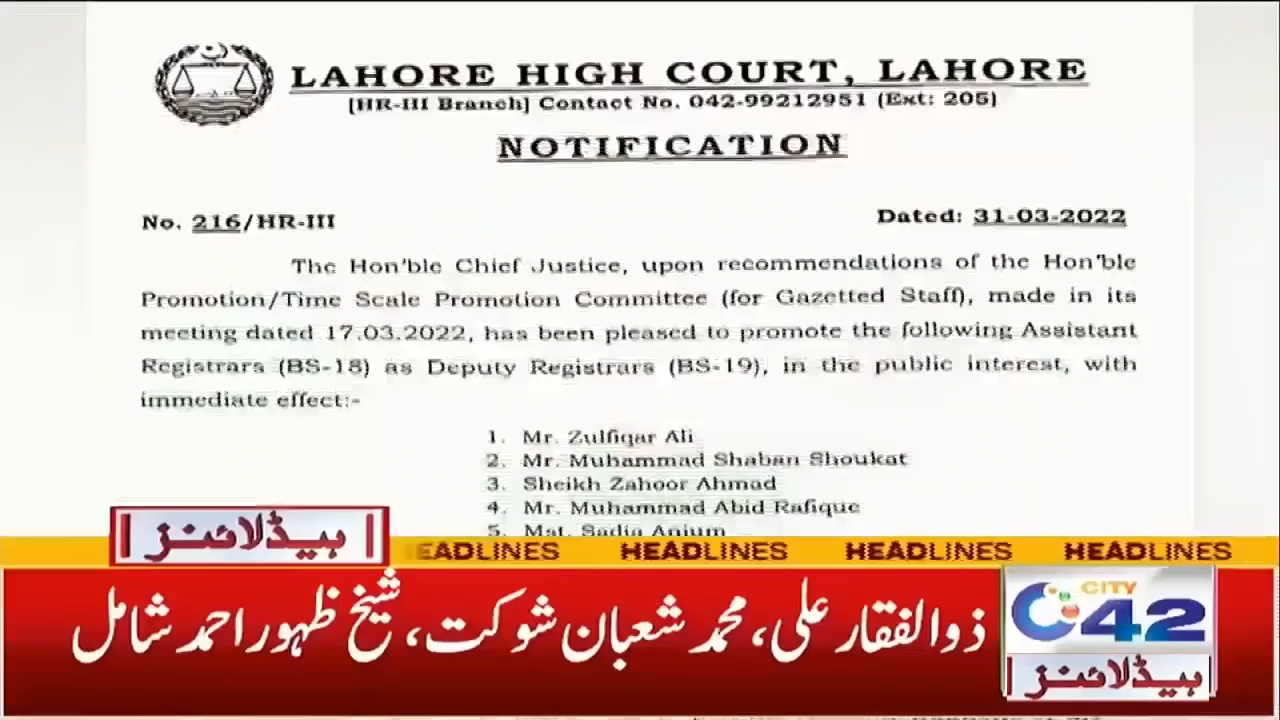 LAHORE HIGH COURT, LAHORE
[HR-III Branch] Contact No. 042-99212951 (Ext: 205)
NOTIFICATION
No. 216/HR-III
Dated: 31-03-2022
The Hon'ble Chief Justice, upon recommendations of the Hon'ble
Promotion/Time Scale Promotion Committee (for Gazetted Staff), made in its
meeting dated 17.03.2022, has been pleased to promote the following Assistant
Registrars (BS-18) as Deputy Registrars (BS-19), in the public interest, with
immediate effect:-
1. Mr. Zulfiqar Ali
2. Mr. Muhammad Shaban Shoukat
3. Sheikh Zahoor Ahmad
4. Mr. Muhammad Abid Rafique
5. Mst. Sadia Anjum
ہیڈلائنز
EADLINES HEADLINES HEADLINES HEADLINES
ذوالفقار علی، محمد شعبان شوکت، شیخ ظہور احمد شامل
CITY
42
ہیڈلائنز